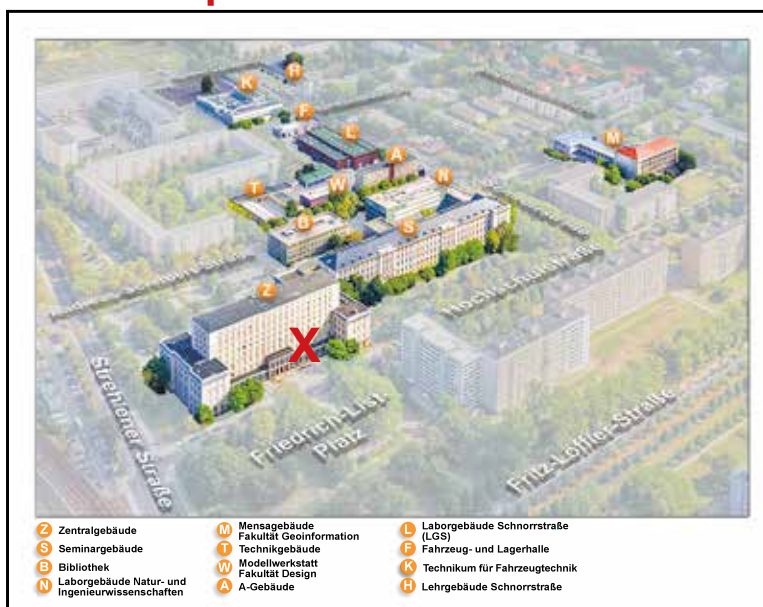 H
K
F
L
M
A
T
W
N
B
S
Hochschulstraße
Z
X
Strehlener Straße
Friedrich-List-
Platz
Fritz-Löffler-Straße
Z Zentralgebäude
S Seminargebäude
B Bibliothek
N Laborgebäude Natur- und
Ingenieurwissenschaften
M Mensagebäude
Fakultät Geoinformation
T Technikgebäude
W Modellwerkstatt
Fakultät Design
A A-Gebäude
L Laborgebäude Schnorrstraße
(LGS)
F Fahrzeug- und Lagerhalle
K Technikum für Fahrzeugtechnik
H Lehrgebäude Schnorrstraße